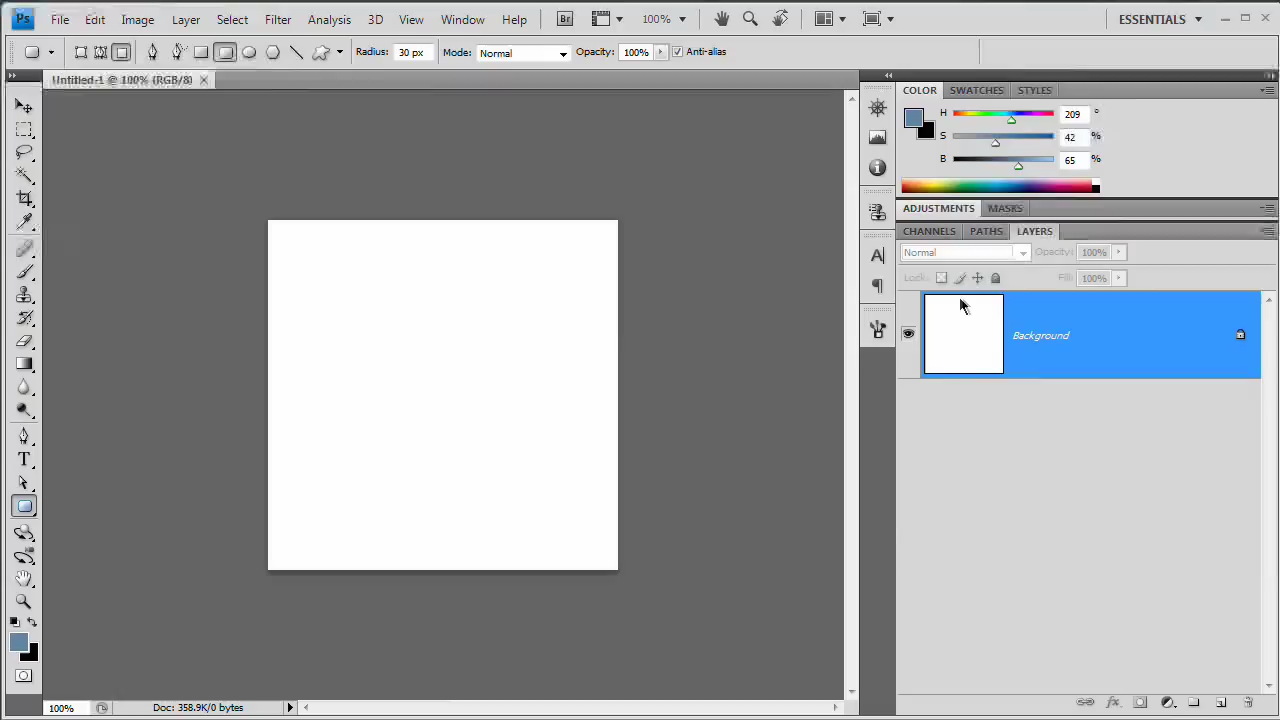 Ps File Edit Image Layer Select Filter Analysis 3D View Window Help Br 100% ESSENTIALS
Radius: 30 px Mode: Normal Opacity: 100% Anti-alias
Untitled-1 @ 100% (RGB/8)
COLOR SWATCHES STYLES
H 209 °
S 42 %
B 65 %
ADJUSTMENTS MASKS
CHANNELS PATHS LAYERS
Normal Opacity: 100%
Lock: Fill: 100%
Background
A
T
fx
100% Doc: 358.9K/0 bytes